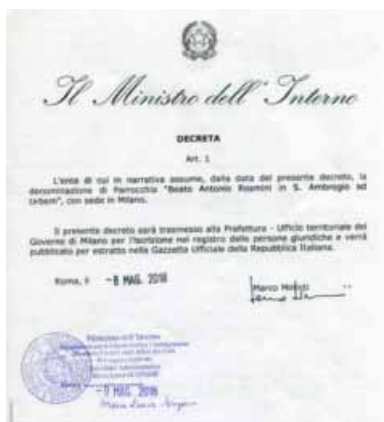 Il Ministro dell'Interno
DECRETA
Art. 1
L'ente di cui in narrativa assume, dalla data del presente decreto, la
denominazione di Parrocchia "Beato Antonio Rosmini in S. Ambrogio ad
Urbem", con sede in Milano.
Il presente decreto sarà trasmesso alla Prefettura - Ufficio territoriale del
Governo di Milano per l'iscrizione nel registro delle persone giuridiche e verrà
pubblicato per estratto nella Gazzetta Ufficiale della Repubblica Italiana.
Roma, lì -8 MAG. 2018
Marco
Ministero dell'Interno
MAG. 2018